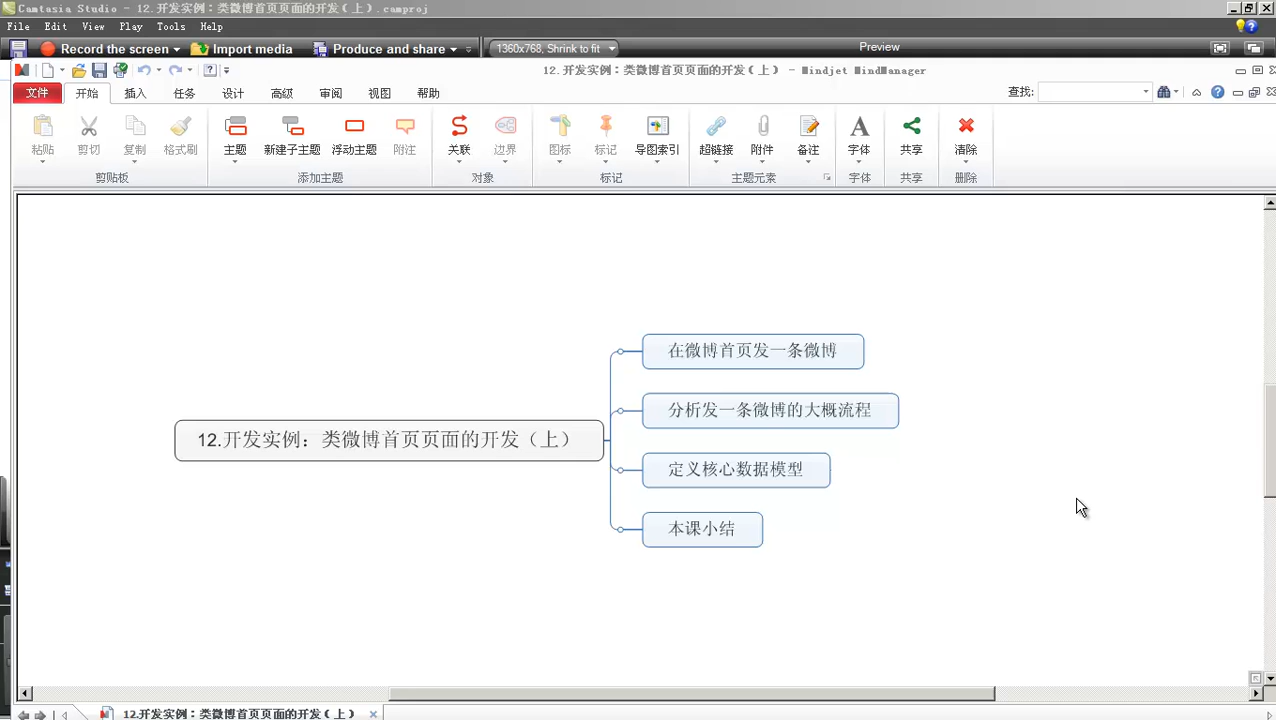 Camtasia Studio - 12.开发实例：类微博首页页面的开发（上）.camproj
File Edit View Play Tools Help
Record the screen Import media Produce and share 1360x768, Shrink to fit Preview
12.开发实例：类微博首页页面的开发（上） - Mindjet MindManager
文件 开始 插入 任务 设计 高级 审阅 视图 帮助 查找:
粘贴 剪切 复制 格式刷 主题 新建子主题 浮动主题 附注 关联 边界 图标 标记 导图索引 超链接 附件 备注 字体 共享 清除
剪贴板 添加主题 对象 标记 主题元素 字体 共享 删除
在微博首页发一条微博
分析发一条微博的大概流程
12.开发实例：类微博首页页面的开发（上）
定义核心数据模型
本课小结
12.开发实例：类微博首页页面的开发（上）